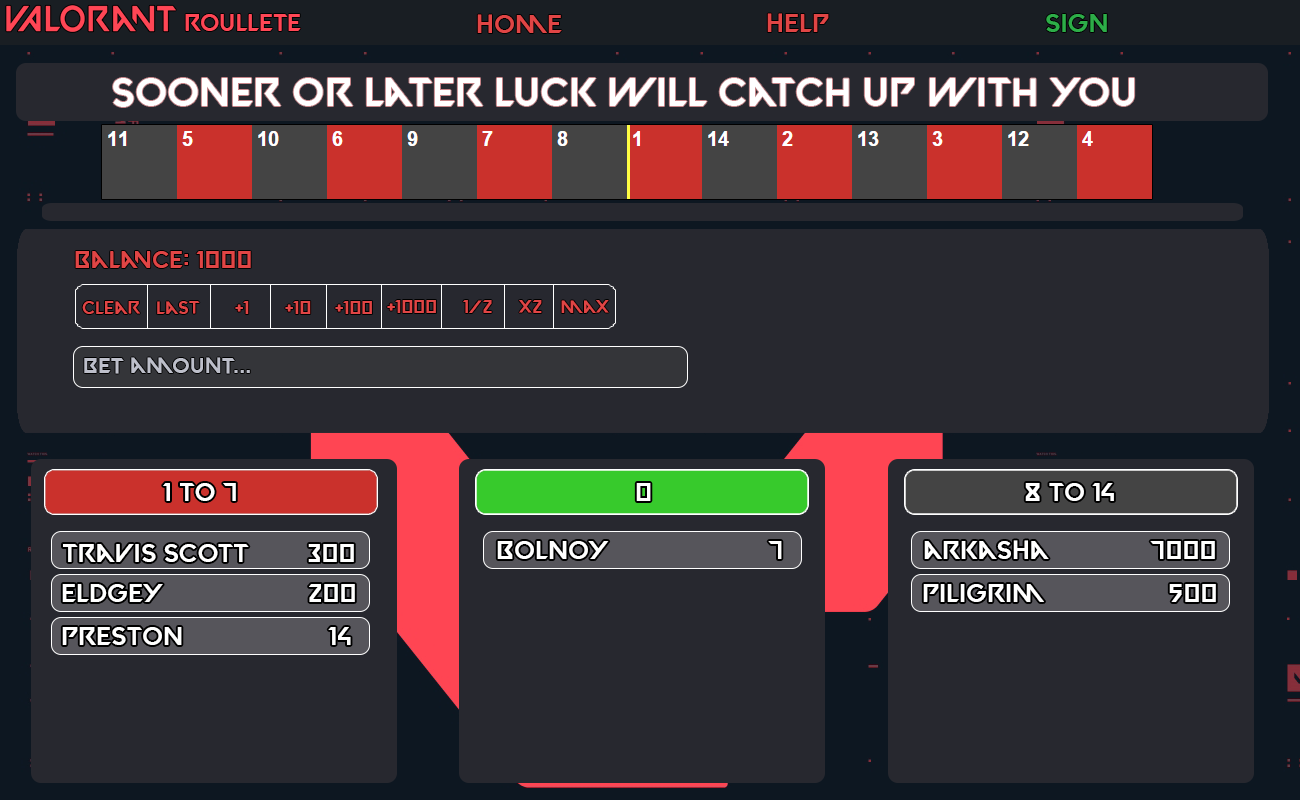 VALORANT ROULLETE HOME HELP SIGN
SOONER OR LATER LUCK WILL CATCH UP WITH YOU
11 5 10 6 9 7 8 1 14 2 13 3 12 4
BALANCE: 1000
CLEAR LAST +1 +10 +100 +1000 1/2 X2 MAX
BET AMOUNT...
1 TO 7
TRAVIS SCOTT 300
ELDGEY 200
PRESTON 14
0
BOLNOY 7
8 TO 14
ARKASHA 7000
PILIGRIM 500